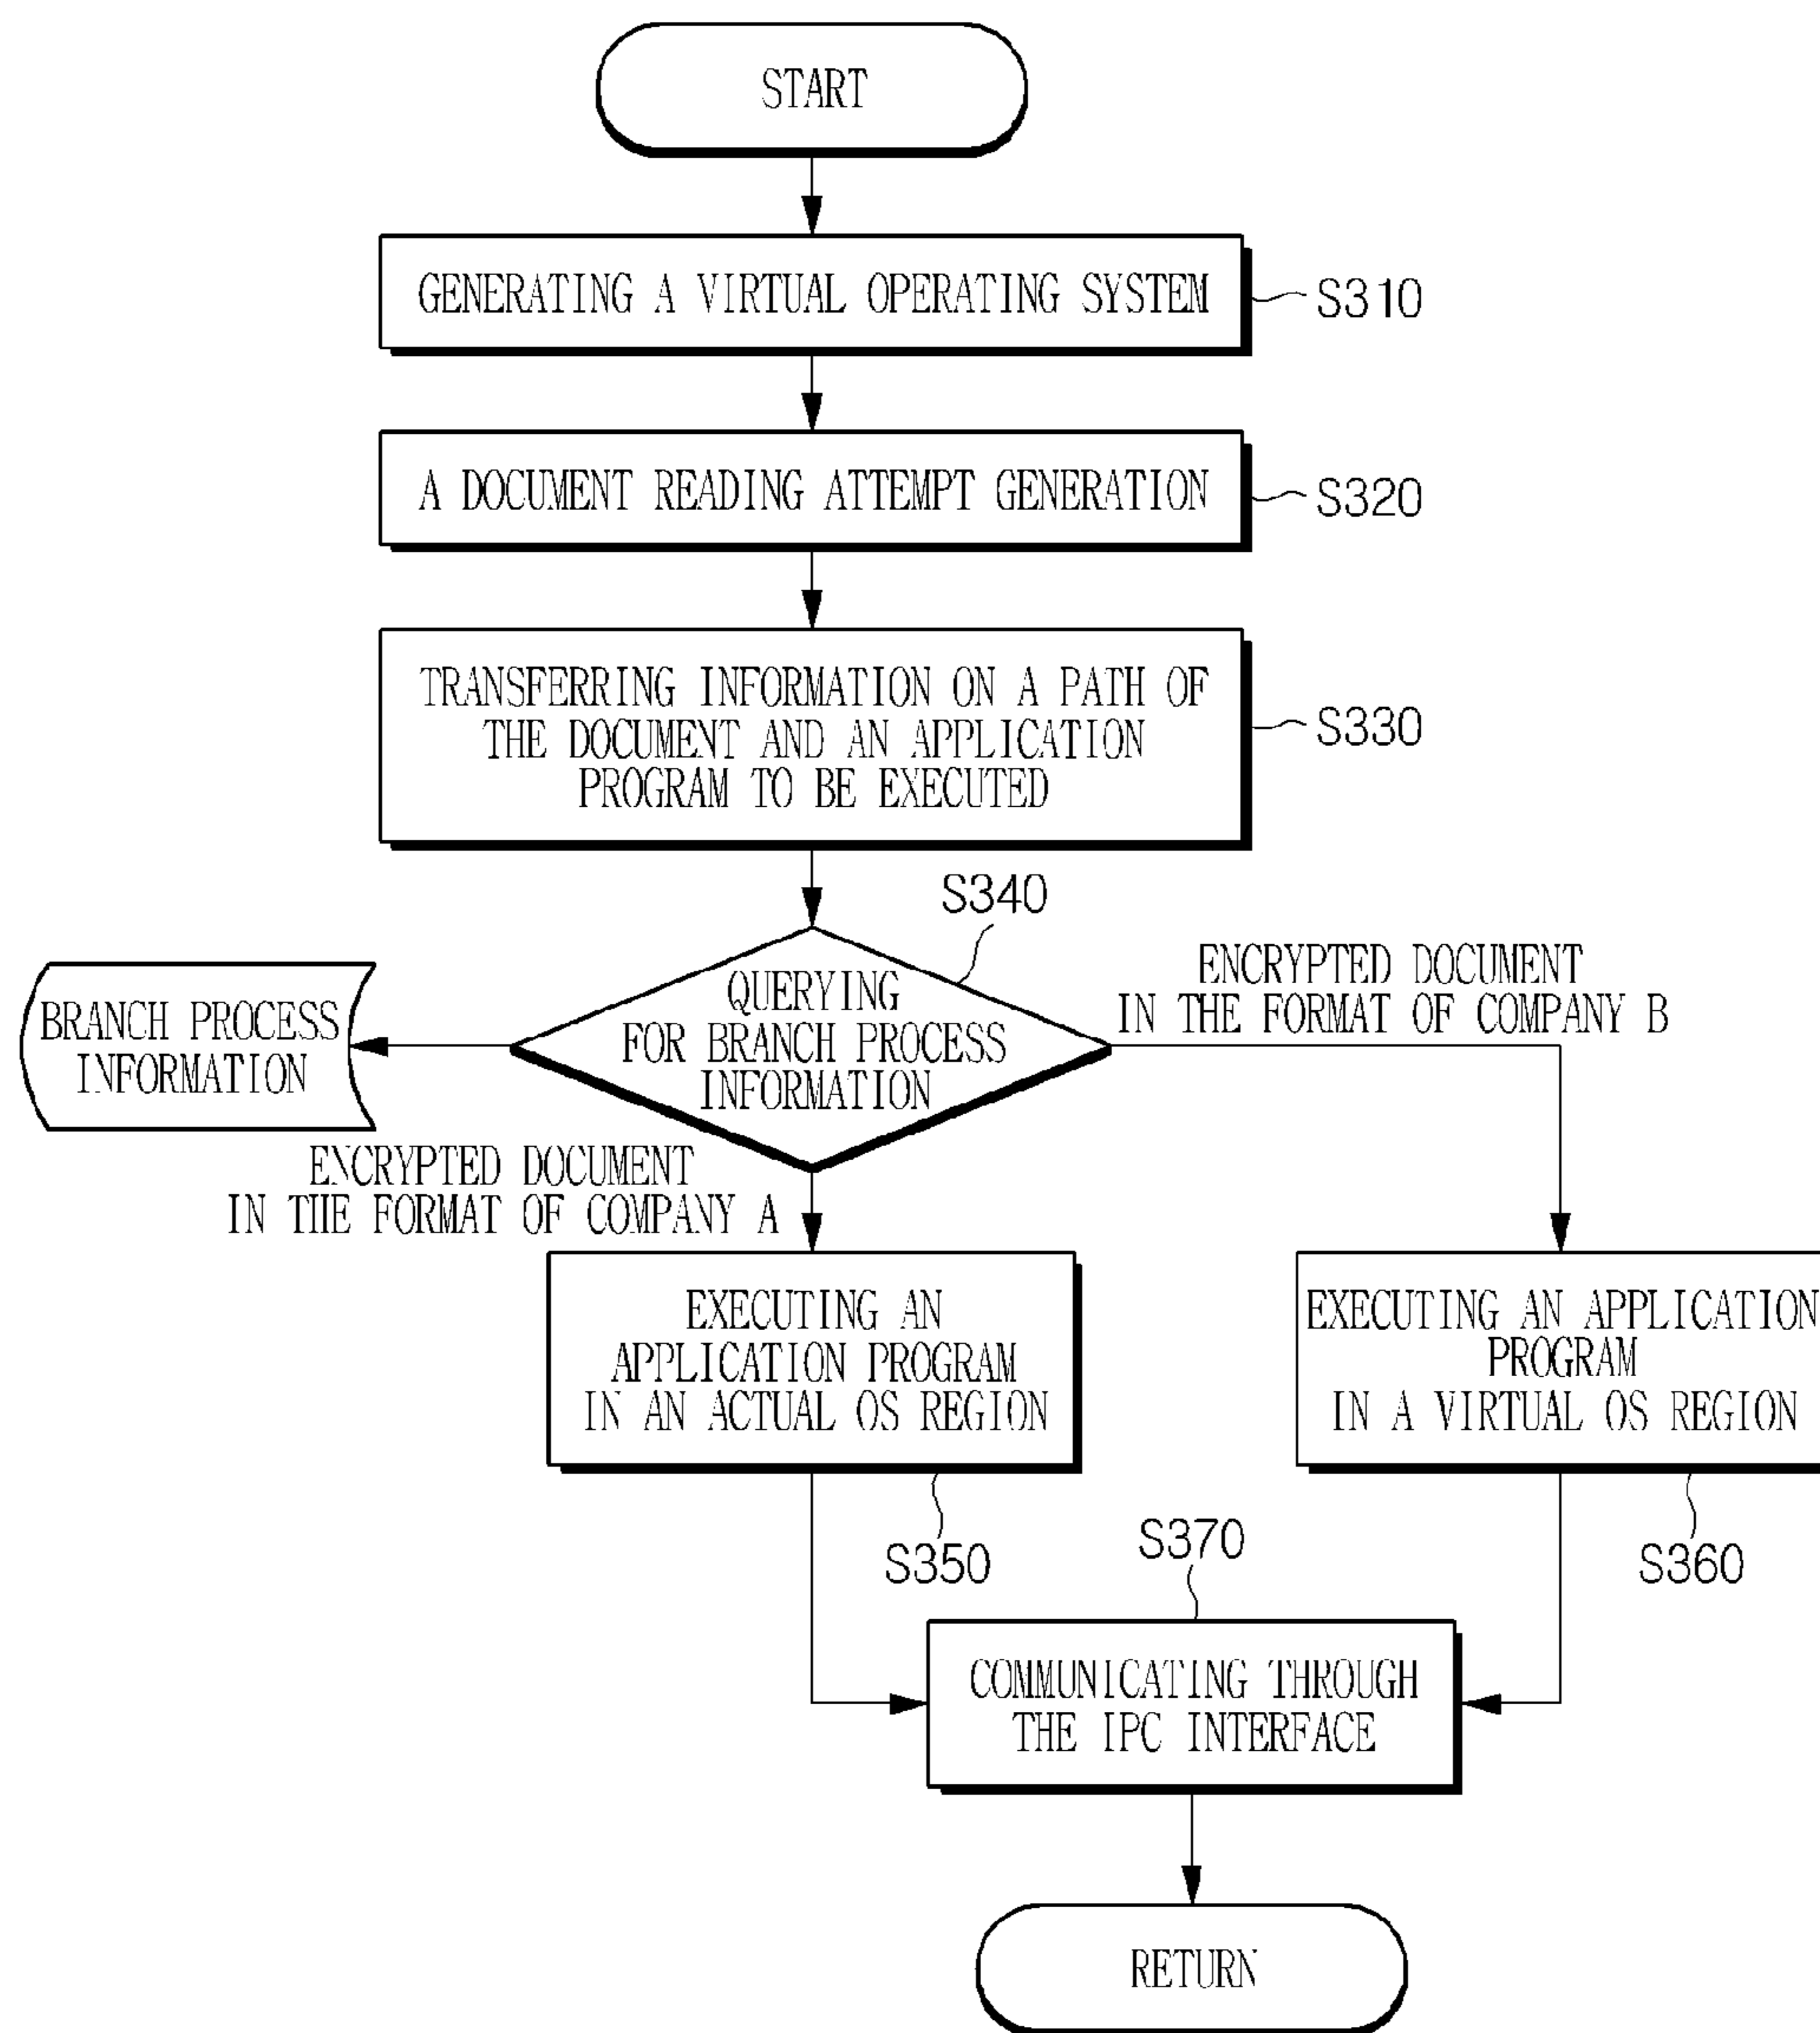 START
GENERATING A VIRTUAL OPERATING SYSTEM
S310
A DOCUMENT READING ATTEMPT GENERATION
S320
TRANSFERRING INFORMATION ON A PATH OF
THE DOCUMENT AND AN APPLICATION
PROGRAM TO BE EXECUTED
S330
S340
QUERYING
FOR BRANCH PROCESS
INFORMATION
BRANCH PROCESS
INFORMATION
ENCRYPTED DOCUMENT
IN THE FORMAT OF COMPANY B
ENCRYPTED DOCUMENT
IN THE FORMAT OF COMPANY A
EXECUTING AN
APPLICATION PROGRAM
IN AN ACTUAL OS REGION
S350
EXECUTING AN APPLICATION
PROGRAM
IN A VIRTUAL OS REGION
S360
S370
COMMUNICATING THROUGH
THE IPC INTERFACE
RETURN